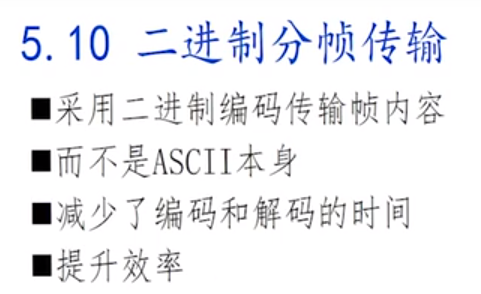 5.10 二进制分帧传输
■采用二进制编码传输帧内容
■而不是ASCII本身
■减少了编码和解码的时间
■提升效率